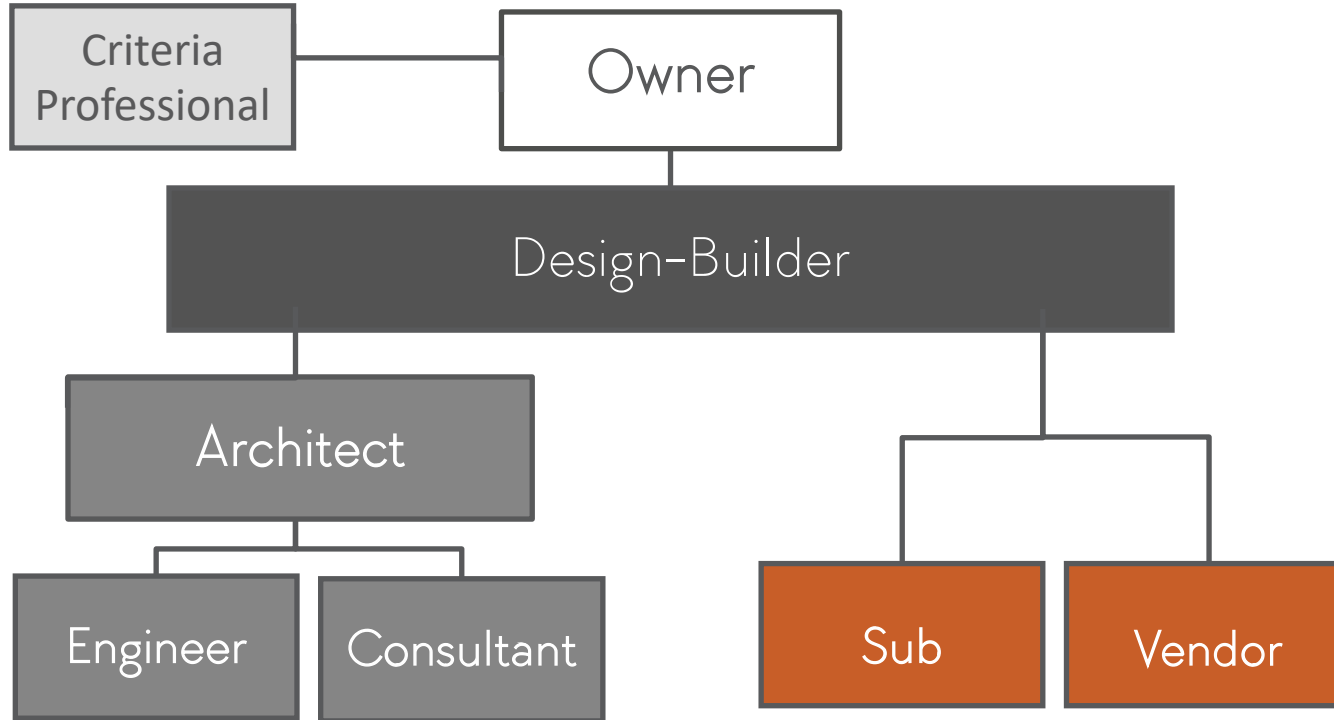 Criteria
Professional
Owner
Design-Builder
Architect
Engineer
Consultant
Sub
Vendor